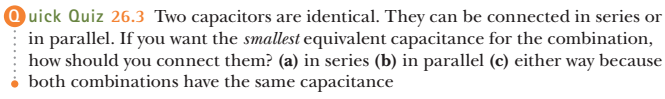 Quick Quiz 26.3 Two capacitors are identical. They can be connected in series or
in parallel. If you want the smallest equivalent capacitance for the combination,
how should you connect them? (a) in series (b) in parallel (c) either way because
both combinations have the same capacitance